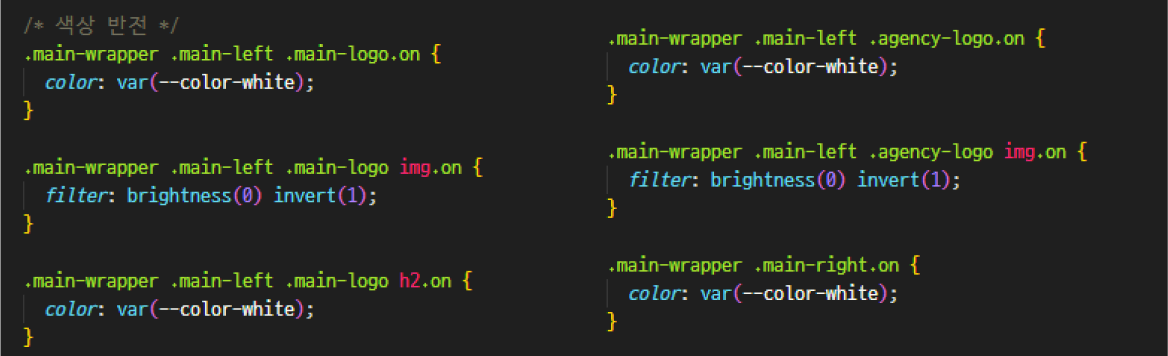 /* 색상 반전 */
.main-wrapper .main-left .main-logo.on {
color: var(--color-white);
}
.main-wrapper .main-left .main-logo img.on {
filter: brightness(0) invert(1);
}
.main-wrapper .main-left .main-logo h2.on {
color: var(--color-white);
}
.main-wrapper .main-left .agency-logo.on {
color: var(--color-white);
}
.main-wrapper .main-left .agency-logo img.on {
filter: brightness(0) invert(1);
}
.main-wrapper .main-right.on {
color: var(--color-white);
}